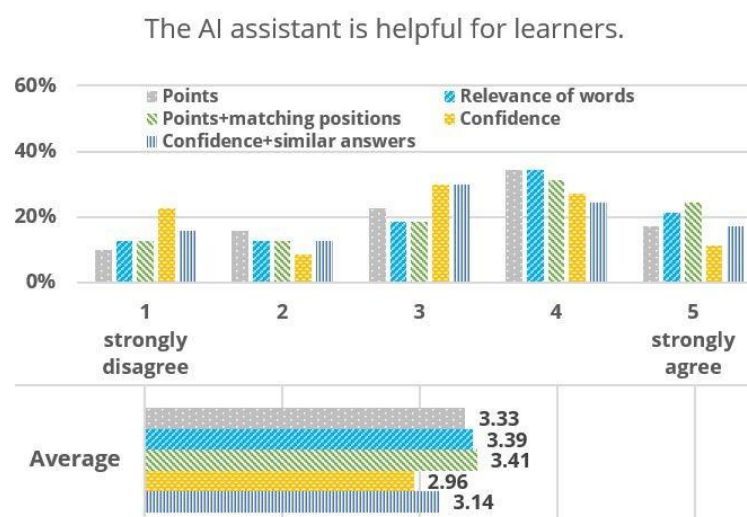 The AI assistant is helpful for learners.
60%
Points
Relevance of words
Points+matching positions
Confidence
Confidence+similar answers
40%
20%
0%
1
2
3
4
5
strongly
disagree
strongly
agree
Average
3.33
3.39
3.41
2.96
3.14